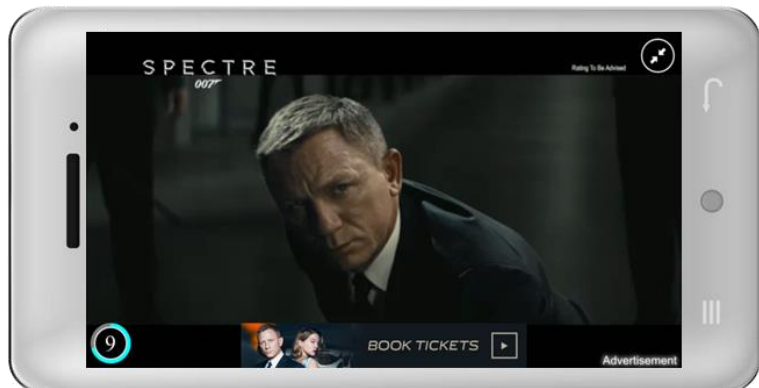 SPECTRE
007
Rating To Be Advised
9
BOOK TICKETS
Advertisement